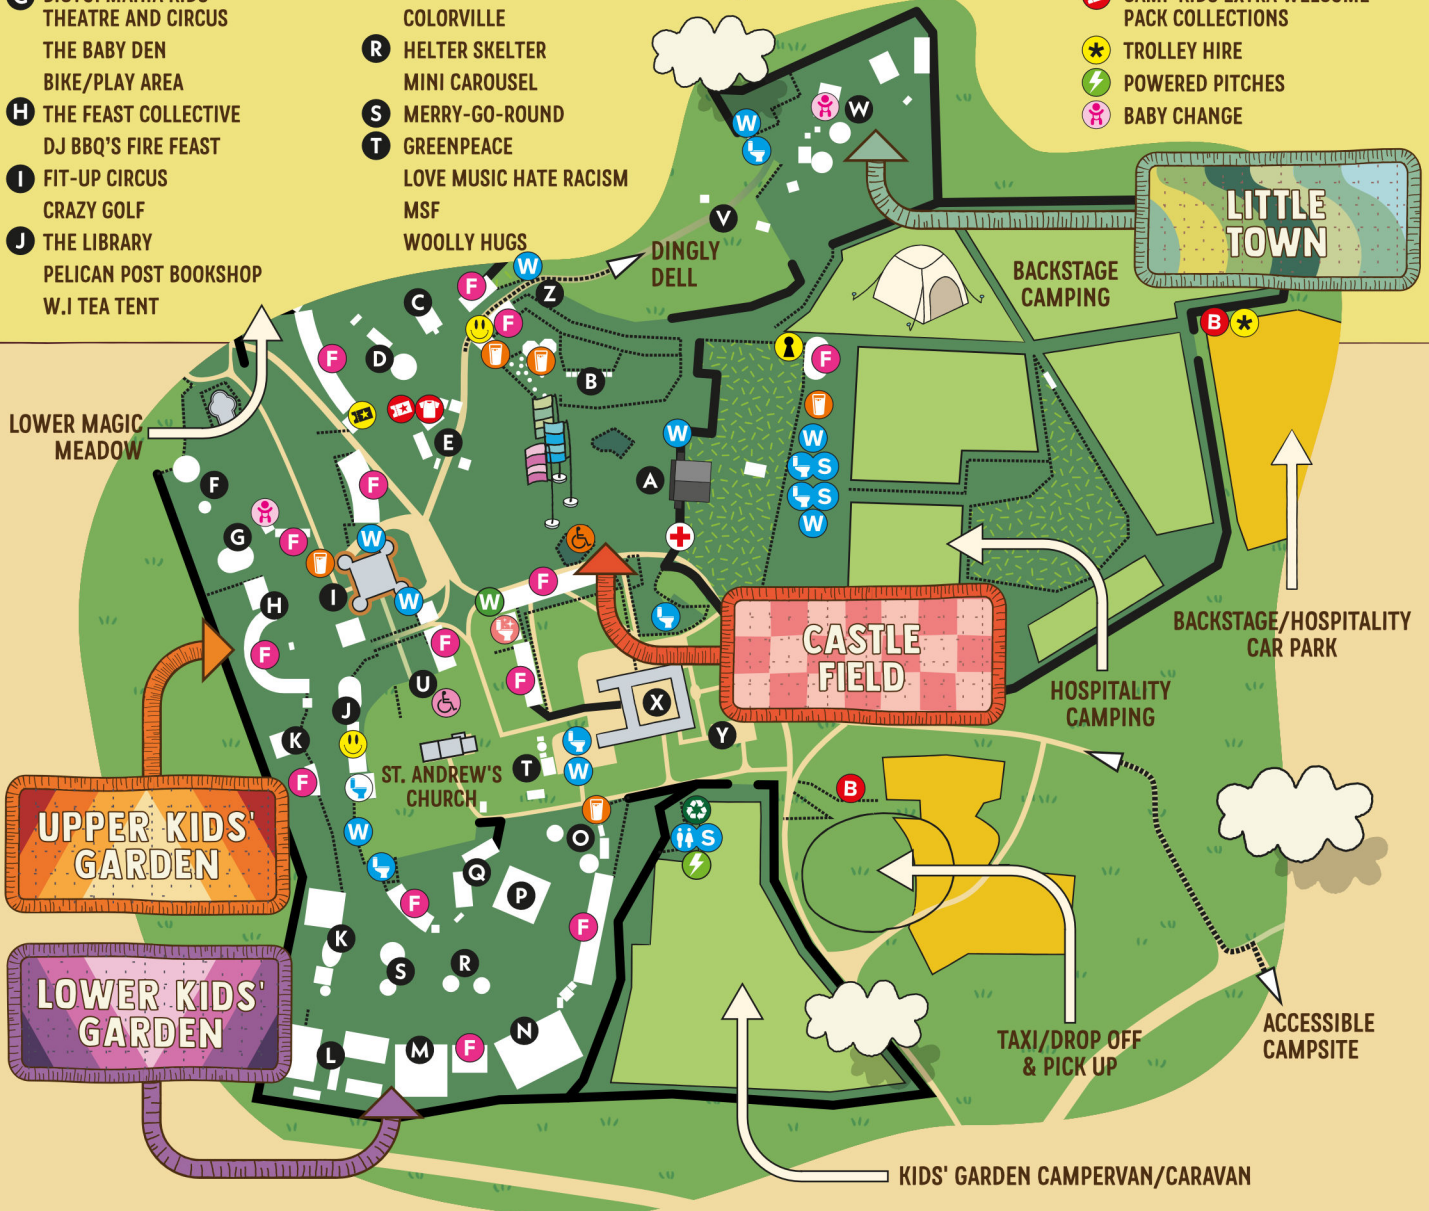 THEATRE AND CIRCUS
THE BABY DEN
BIKE/PLAY AREA
H THE FEAST COLLECTIVE
DJ BBQ'S FIRE FEAST
I FIT-UP CIRCUS
CRAZY GOLF
J THE LIBRARY
PELICAN POST BOOKSHOP
W.I TEA TENT
COLORVILLE
R HELTER SKELTER
MINI CAROUSEL
S MERRY-GO-ROUND
T GREENPEACE
LOVE MUSIC HATE RACISM
MSF
WOOLLY HUGS
PACK COLLECTIONS
TROLLEY HIRE
POWERED PITCHES
BABY CHANGE
W
W
LITTLE
TOWN
V
DINGLY
DELL
BACKSTAGE
CAMPING
W
F
Z
C
F
B
F
D
F
B
LOWER MAGIC
MEADOW
E
W
W
A
S
S
W
F
F
G
F
W
I
W
H
W
F
F
F
F
CASTLE
FIELD
BACKSTAGE/HOSPITALITY
CAR PARK
HOSPITALITY
CAMPING
U
J
X
Y
K
F
ST. ANDREW'S
CHURCH
T
W
B
UPPER KIDS'
GARDEN
W
O
S
Q
P
F
F
K
S
R
LOWER KIDS'
GARDEN
L
M
F
N
TAXI/DROP OFF
& PICK UP
ACCESSIBLE
CAMPSITE
KIDS' GARDEN CAMPERVAN/CARAVAN